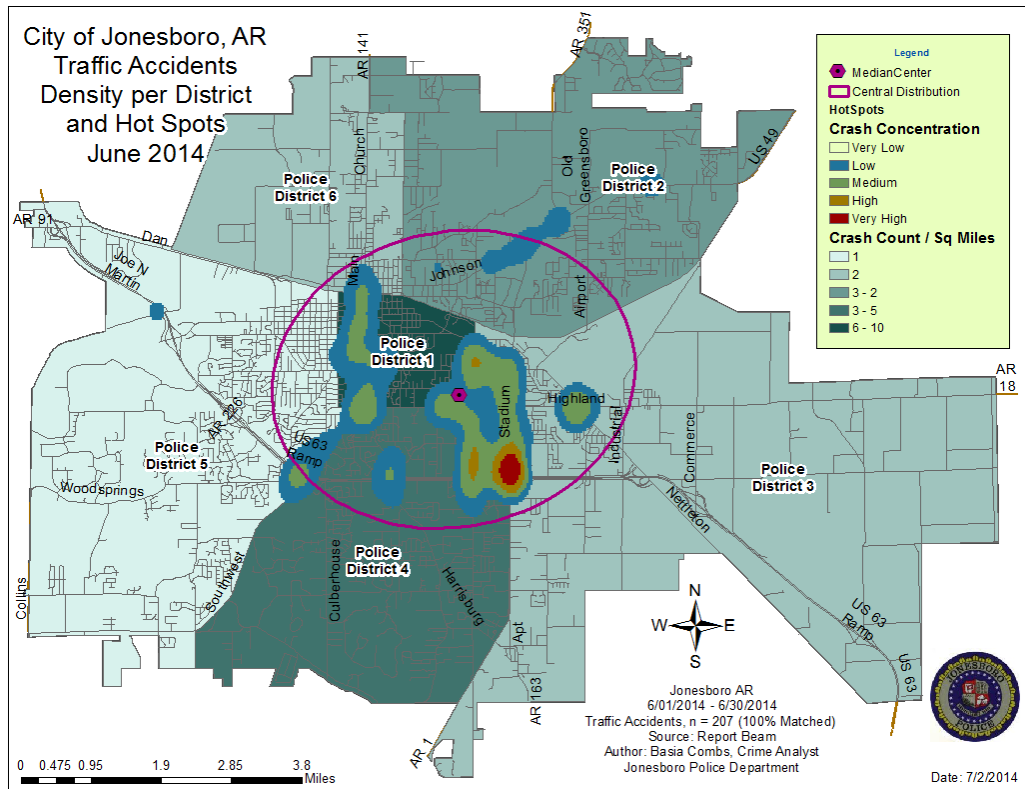 City of Jonesboro, AR
Traffic Accidents
Density per District
and Hot Spots
June 2014
Legend
MedianCenter
Central Distribution
HotSpots
Crash Concentration
Very Low
Low
Medium
High
Very High
Crash Count / Sq Miles
1
2
3 - 2
3 - 5
6 - 10
AR 141
AR 351
US 49
Church
Old
Greensboro
Police
District 2
Police
District 6
AR 91
Dan
Joe N
Martin
Main
Johnson
Airport
Police
District 1
AR
18
Stadium
Highland
Industrial
Commerce
AR 226
US63
Ramp
Police
District 5
Woodsprings
Police
District 3
Nettleton
Police
District 4
Southwest
Culberhouse
Harrisburg
Collins
Apt
AR 163
AR 1
US 63
Ramp
US 63
N
W
E
S
JONESBORO
POLICE
Jonesboro AR
6/01/2014 - 6/30/2014
Traffic Accidents, n = 207 (100% Matched)
Source: Report Beam
Author: Basia Combs, Crime Analyst
Jonesboro Police Department
0 0.475 0.95 1.9 2.85 3.8
Miles
Date: 7/2/2014